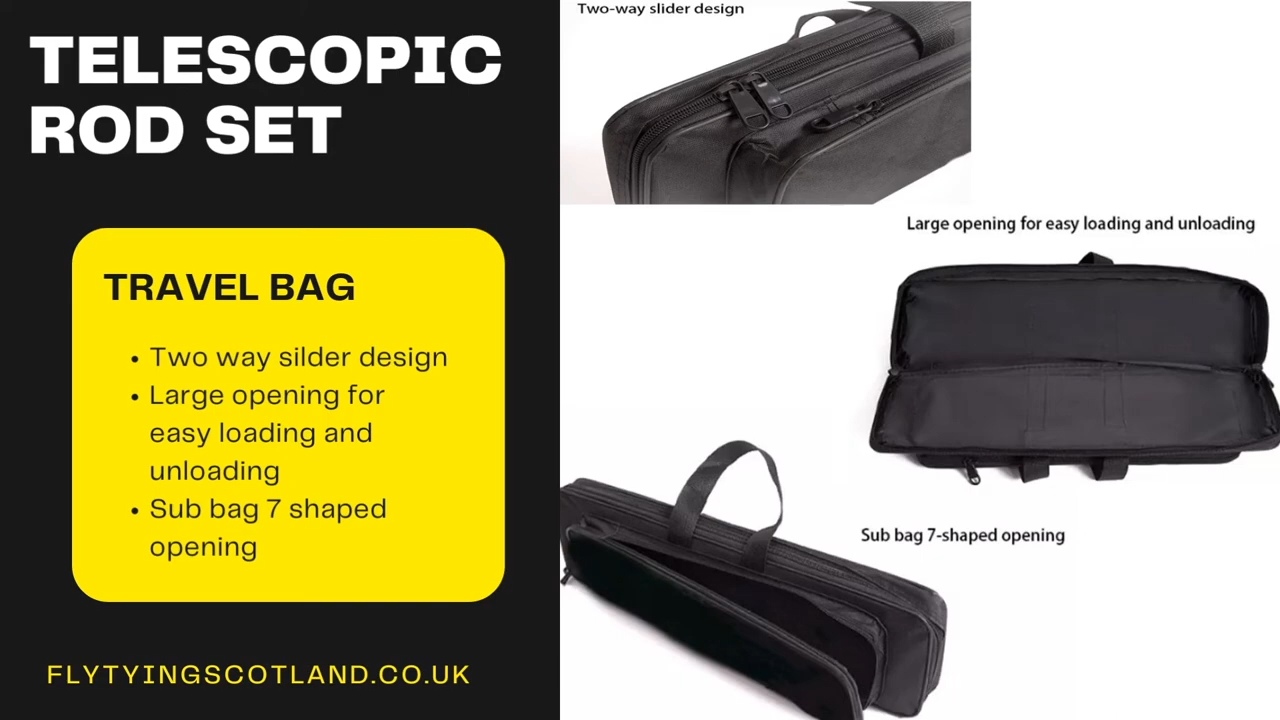 TELESCOPIC
ROD SET
TRAVEL BAG
• Two way silder design
• Large opening for
easy loading and
unloading
• Sub bag 7 shaped
opening
FLYTYINGSCOTLAND.CO.UK
Two-way slider design
Large opening for easy loading and unloading
Sub bag 7-shaped opening